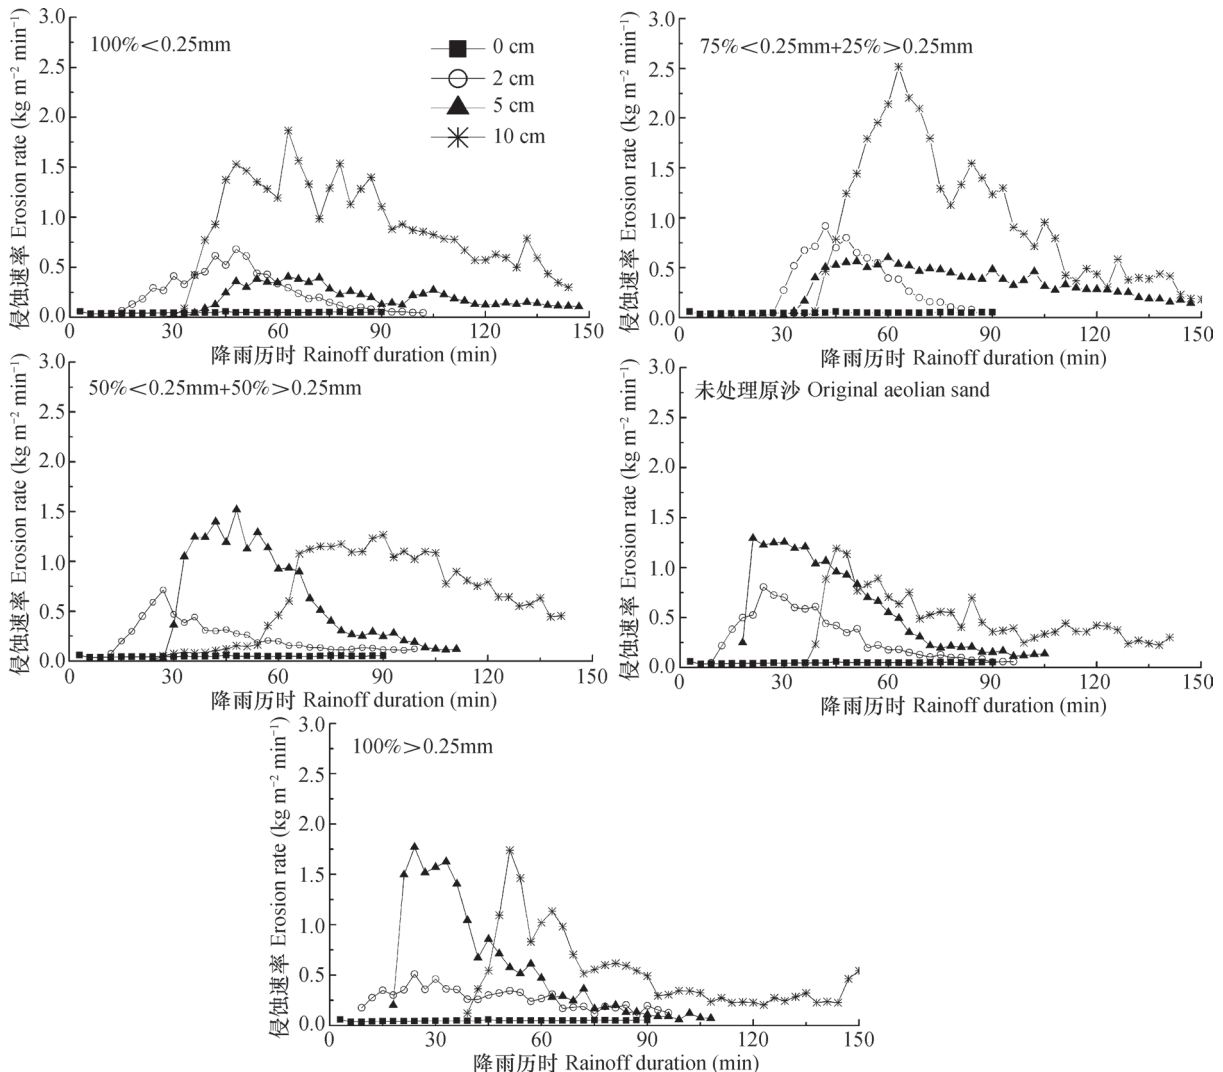 侵蚀速率 Erosion rate (kg m⁻² min⁻¹)
3.0
2.5
2.0
1.5
1.0
0.5
0.0
100%＜0.25mm
0 cm
2 cm
5 cm
10 cm
0 30 60 90 120 150
降雨历时 Rainoff duration (min)
侵蚀速率 Erosion rate (kg m⁻² min⁻¹)
3.0
2.5
2.0
1.5
1.0
0.5
0.0
75%＜0.25mm+25%＞0.25mm
0 30 60 90 120 150
降雨历时 Rainoff duration (min)
侵蚀速率 Erosion rate (kg m⁻² min⁻¹)
3.0
2.5
2.0
1.5
1.0
0.5
0.0
50%＜0.25mm+50%＞0.25mm
0 30 60 90 120 150
降雨历时 Rainoff duration (min)
侵蚀速率 Erosion rate (kg m⁻² min⁻¹)
3.0
2.5
2.0
1.5
1.0
0.5
0.0
未处理原沙 Original aeolian sand
0 30 60 90 120 150
降雨历时 Rainoff duration (min)
侵蚀速率 Erosion rate (kg m⁻² min⁻¹)
3.0
2.5
2.0
1.5
1.0
0.5
0.0
100%＞0.25mm
0 30 60 90 120 150
降雨历时 Rainoff duration (min)